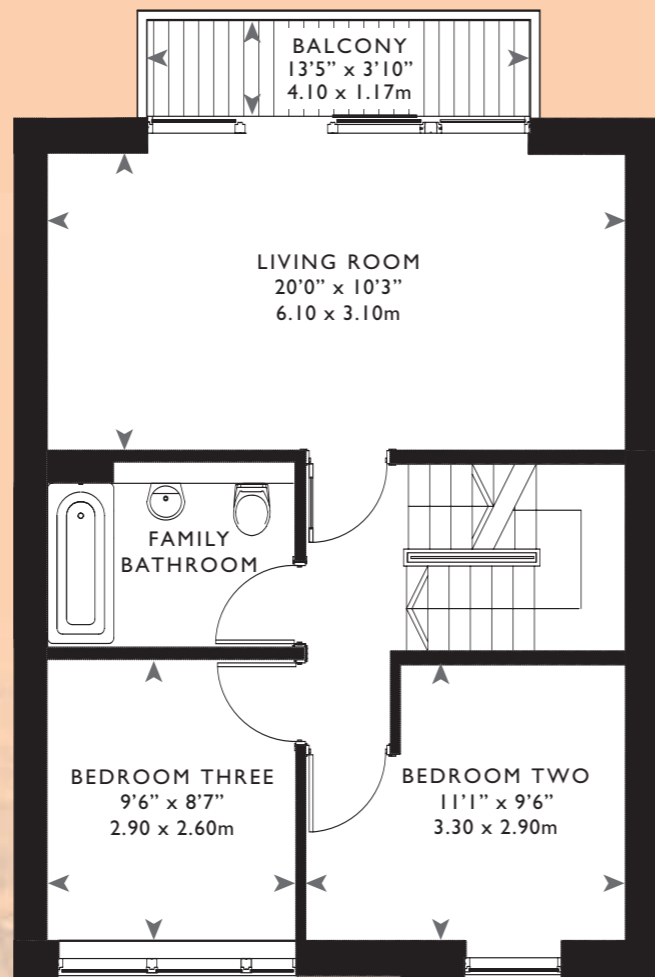 BALCONY
13’5” x 3’10”
4.10 x 1.17m
LIVING ROOM
20’0” x 10’3”
6.10 x 3.10m
FAMILY
BATHROOM
BEDROOM THREE
9’6” x 8’7”
2.90 x 2.60m
BEDROOM TWO
11’1” x 9’6”
3.30 x 2.90m